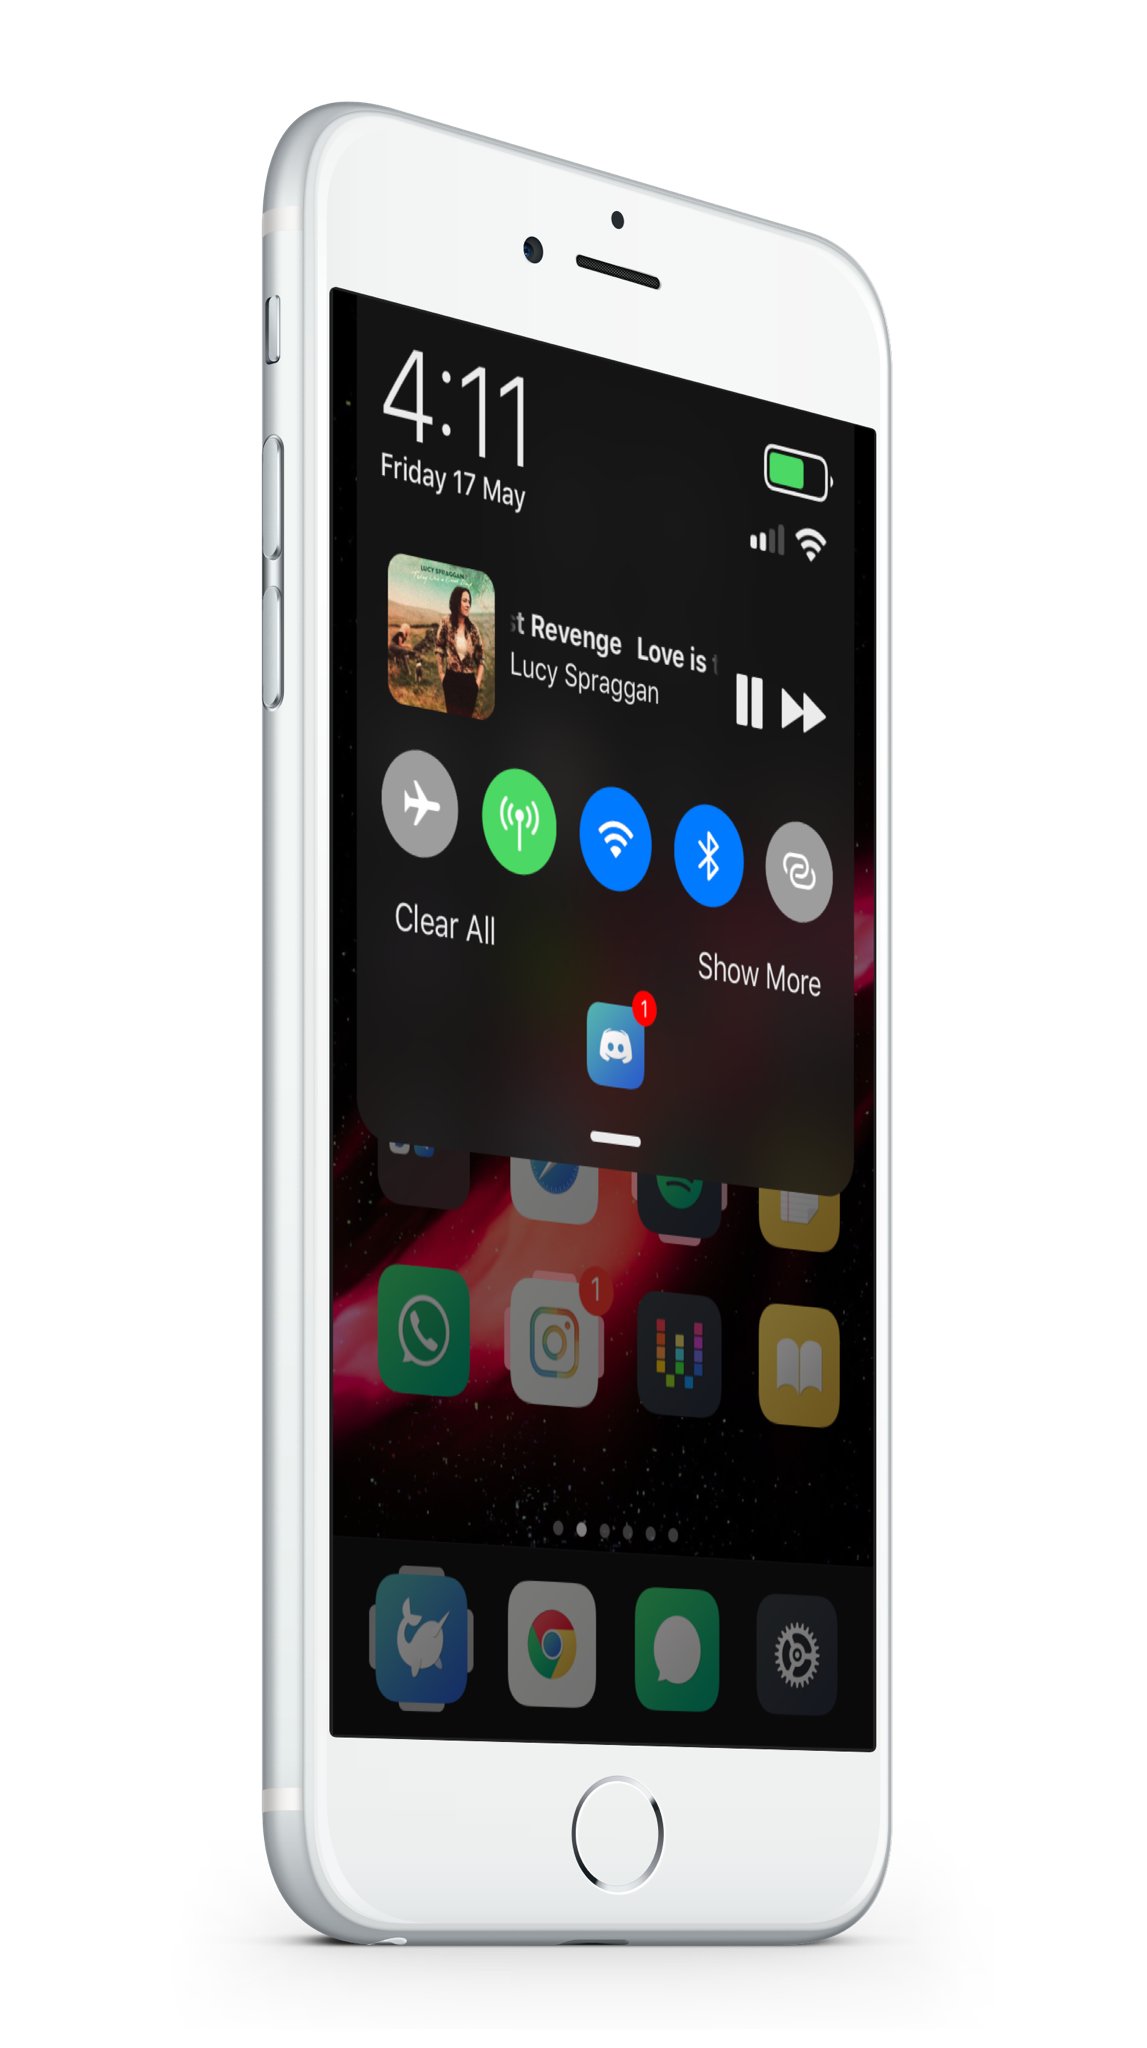 4:11
Friday 17 May
LUCY SPRAGGAN
t Revenge Love is t
Lucy Spraggan
Clear All
Show More
1
1